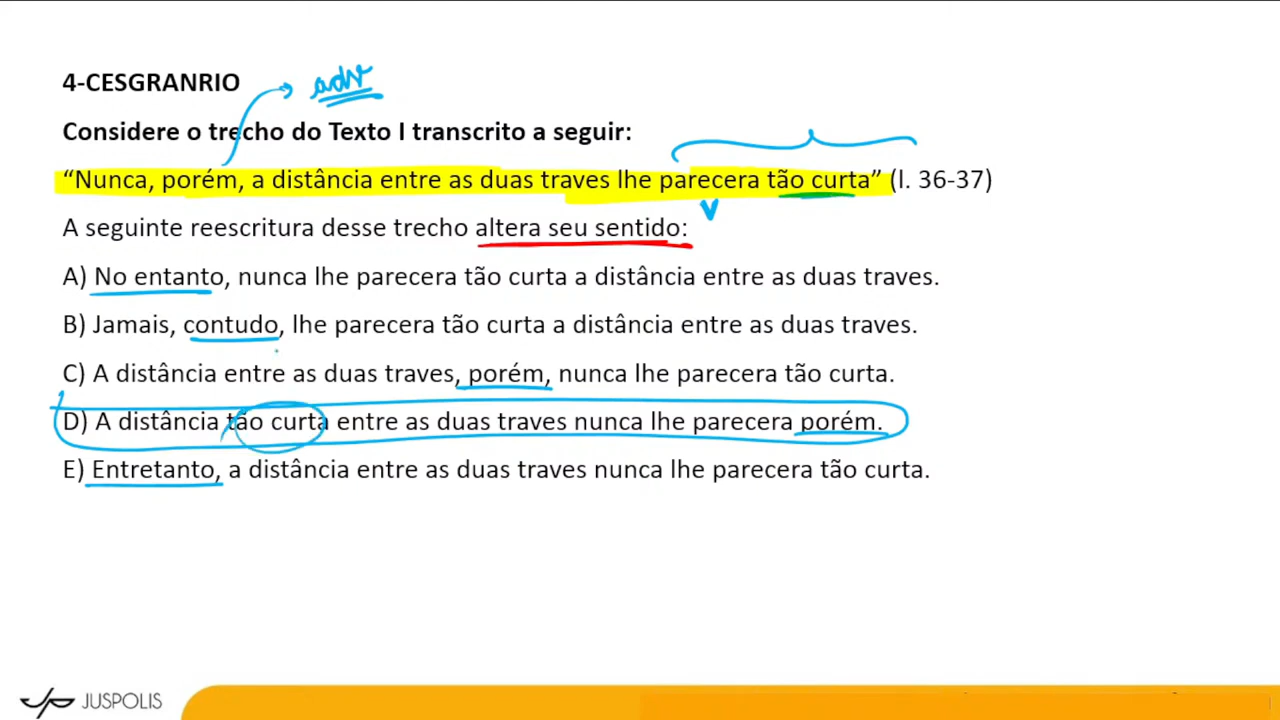 4-CESGRANRIO
adv
Considere o trecho do Texto I transcrito a seguir:
“Nunca, porém, a distância entre as duas traves lhe parecera tão curta” (l. 36-37)
V
A seguinte reescritura desse trecho altera seu sentido:
A) No entanto, nunca lhe parecera tão curta a distância entre as duas traves.
B) Jamais, contudo, lhe parecera tão curta a distância entre as duas traves.
C) A distância entre as duas traves, porém, nunca lhe parecera tão curta.
D) A distância tão curta entre as duas traves nunca lhe parecera porém.
E) Entretanto, a distância entre as duas traves nunca lhe parecera tão curta.
JUSPOLIS